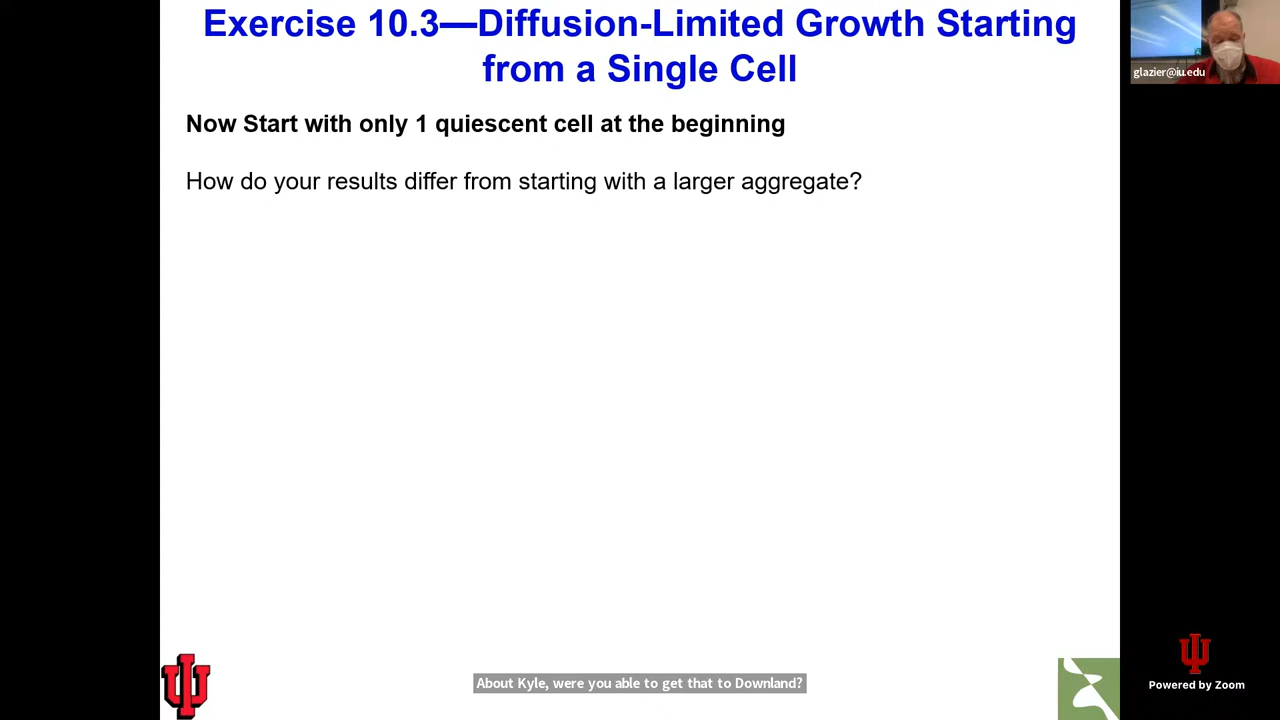 Exercise 10.3—Diffusion-Limited Growth Starting
from a Single Cell
glazier@iu.edu
Now Start with only 1 quiescent cell at the beginning
How do your results differ from starting with a larger aggregate?
About Kyle, were you able to get that to Downland?
Powered by Zoom